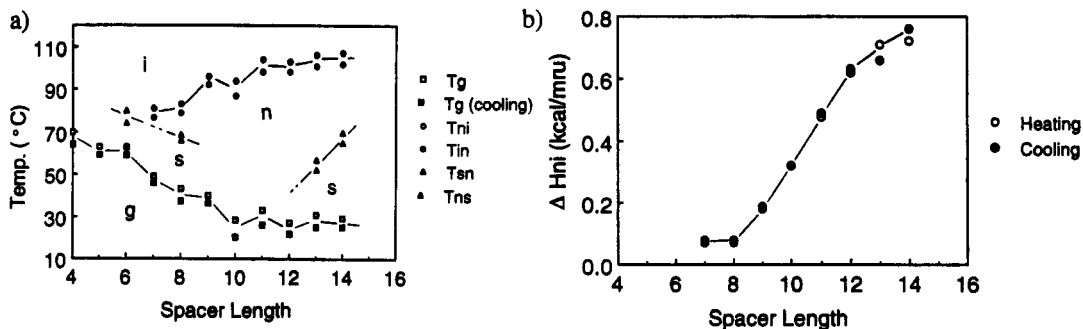 a)
Temp. (°C)
110
90
70
50
30
10
i
n
s
g
s
4 6 8 10 12 14 16
Spacer Length
Tg
Tg (cooling)
Tni
Tin
Tsn
Tns
b)
Δ Hni (kcal/mru)
0.8
0.6
0.4
0.2
0.0
6 8 10 12 14 16
Spacer Length
Heating
Cooling